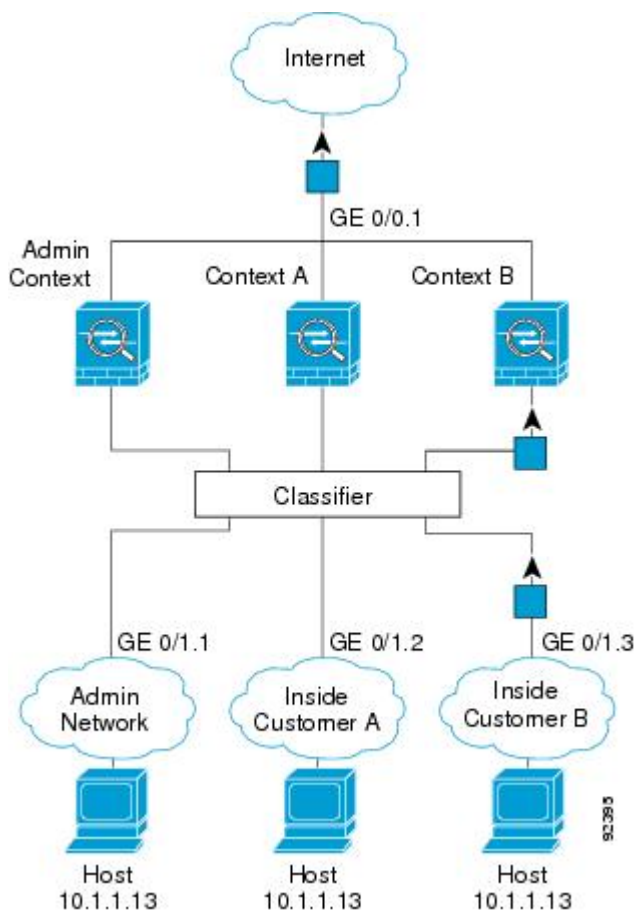 Internet
GE 0/0.1
Admin
Context
Context A
Context B
Classifier
GE 0/1.1
GE 0/1.2
GE 0/1.3
Admin
Network
Inside
Customer A
Inside
Customer B
92395
Host
10.1.1.13
Host
10.1.1.13
Host
10.1.1.13